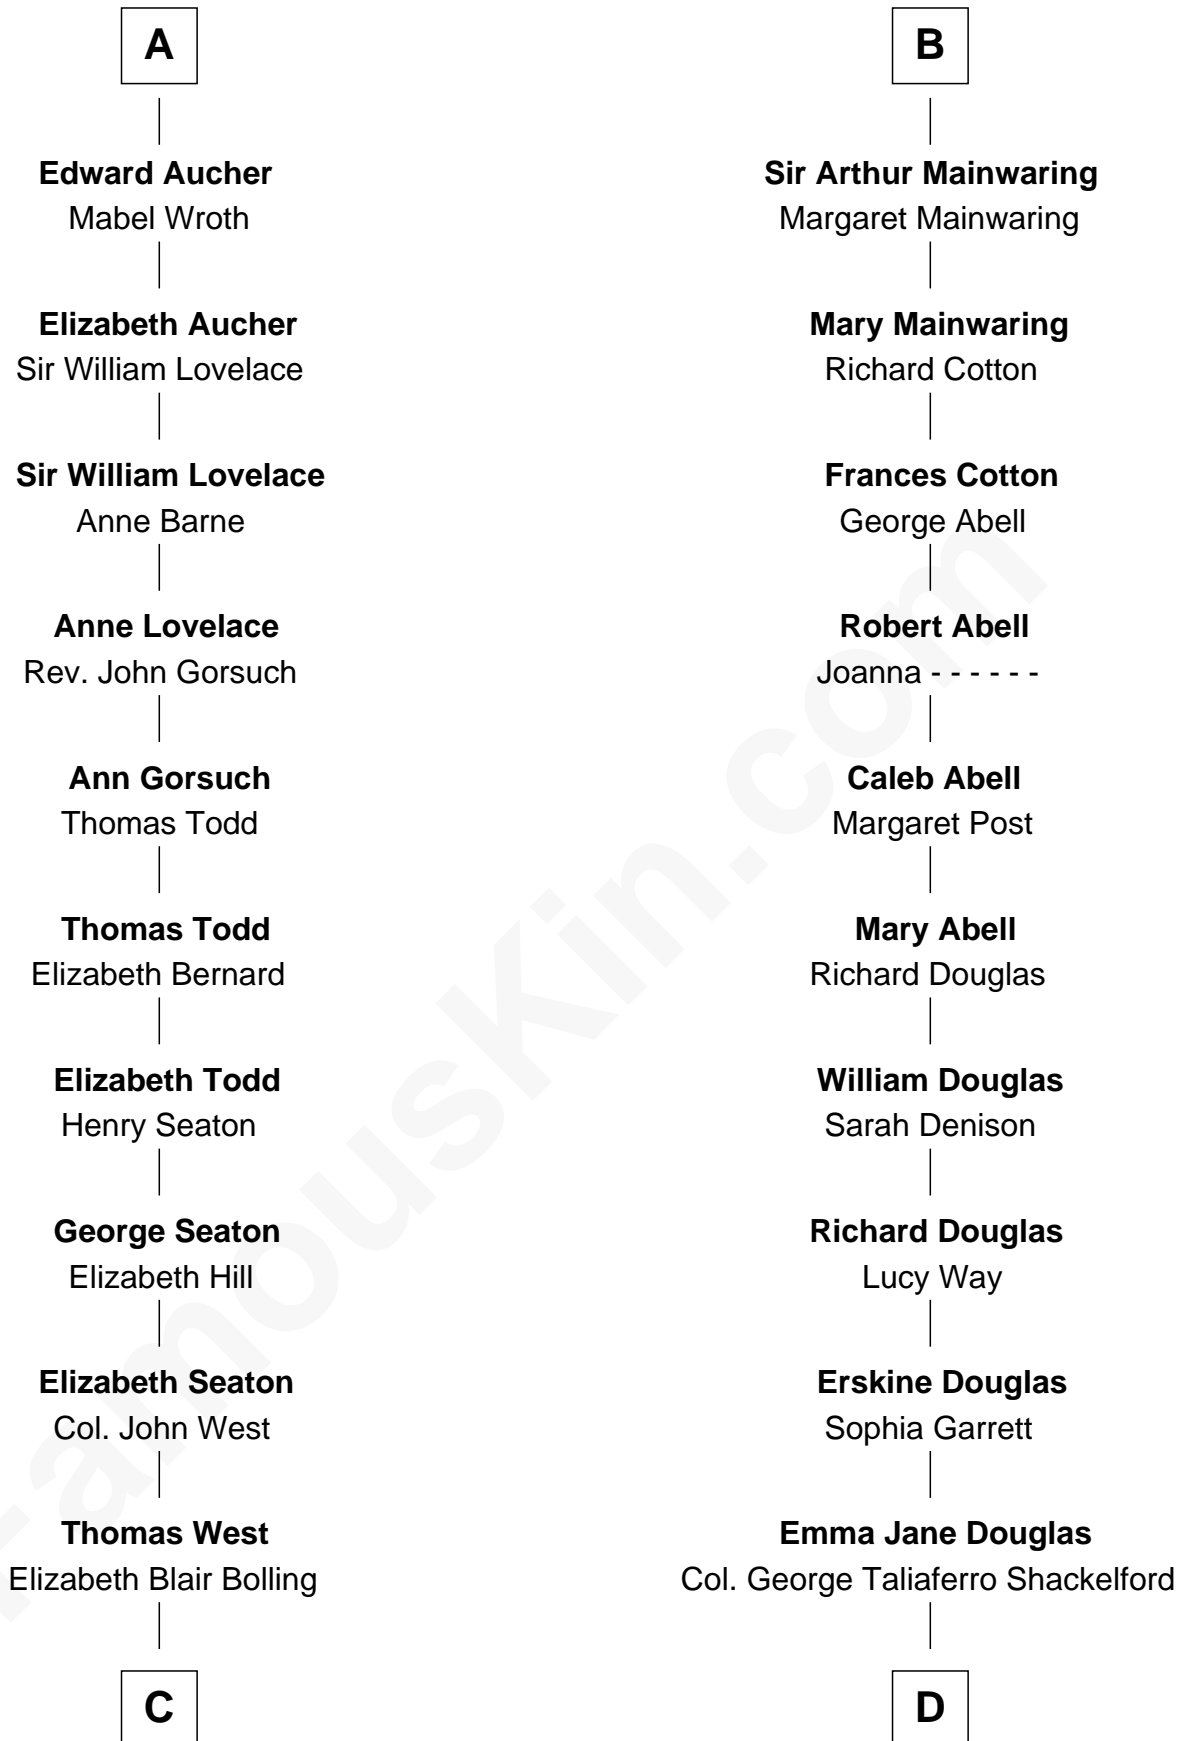 A
Edward Aucher
Mabel Wroth
Elizabeth Aucher
Sir William Lovelace
Sir William Lovelace
Anne Barne
Anne Lovelace
Rev. John Gorsuch
Ann Gorsuch
Thomas Todd
Thomas Todd
Elizabeth Bernard
Elizabeth Todd
Henry Seaton
George Seaton
Elizabeth Hill
Elizabeth Seaton
Col. John West
Thomas West
Elizabeth Blair Bolling
C
B
Sir Arthur Mainwaring
Margaret Mainwaring
Mary Mainwaring
Richard Cotton
Frances Cotton
George Abell
Robert Abell
Joanna - - - - - -
Caleb Abell
Margaret Post
Mary Abell
Richard Douglas
William Douglas
Sarah Denison
Richard Douglas
Lucy Way
Erskine Douglas
Sophia Garrett
Emma Jane Douglas
Col. George Taliaferro Shackelford
D
FamousKin.com